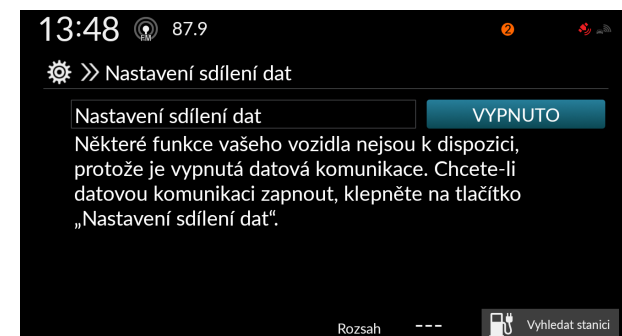 13:48 FM 87.9 2
Nastavení sdílení dat
Nastavení sdílení dat VYPNUTO
Některé funkce vašeho vozidla nejsou k dispozici,
protože je vypnutá datová komunikace. Chcete-li
datovou komunikaci zapnout, klepněte na tlačítko
„Nastavení sdílení dat“.
Rozsah --- Vyhledat stanici